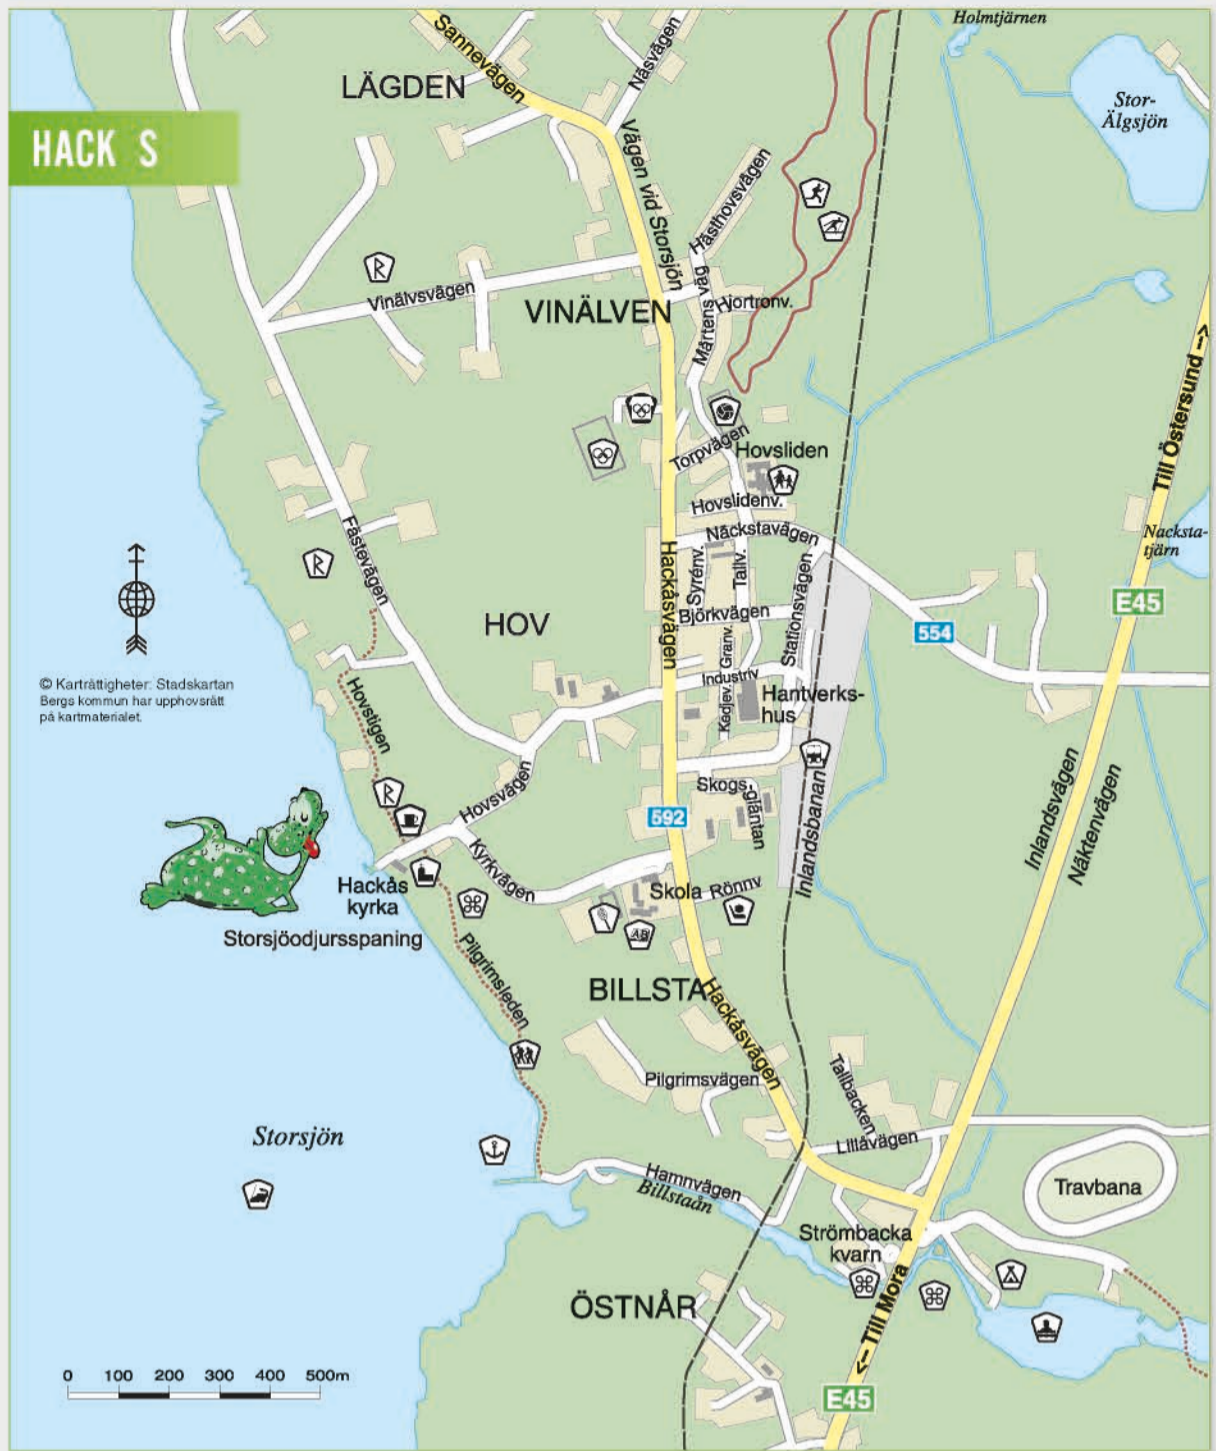 Holmtjärnen
Sannevägen
Näsvägen
LÄGDEN
Stor-
Älgsjön
HACK S
Vägen vid Storsjön
Hästhovsvägen
Vinälvsvägen
VINÄLVEN
Mårtens väg
Hjortronv.
Till Östersund -->
Torpvägen
Hovsliden
Hovslidenv.
Näckstavägen
Nacksta-
tjärn
Fästevägen
Hackåsvägen
Syrénv.
Tallv.
Stationsvägen
E45
Björkvägen
HOV
554
Granv.
Industriv
Kedjev.
Hantverks-
hus
© Karträttigheter: Stadskartan
Bergs kommun har upphovsrätt
på kartmaterialet.
Hovstigen
Hovsvägen
Skogs-
gläntan
592
Inlandsbanan
Inlandsvägen
Näktenvägen
Kyrkvägen
Hackås
kyrka
Skola
Rönnv
AB
Storsjöodjursspaning
Pilgrimsleden
BILLSTA
Hackåsvägen
Pilgrimsvägen
Tallbacken
Lillåvägen
Storsjön
Hamnvägen
Billstaån
Travbana
Strömbacka
kvarn
ÖSTNÅR
<-- Till Mora
0 100 200 300 400 500m
E45
R
R
R